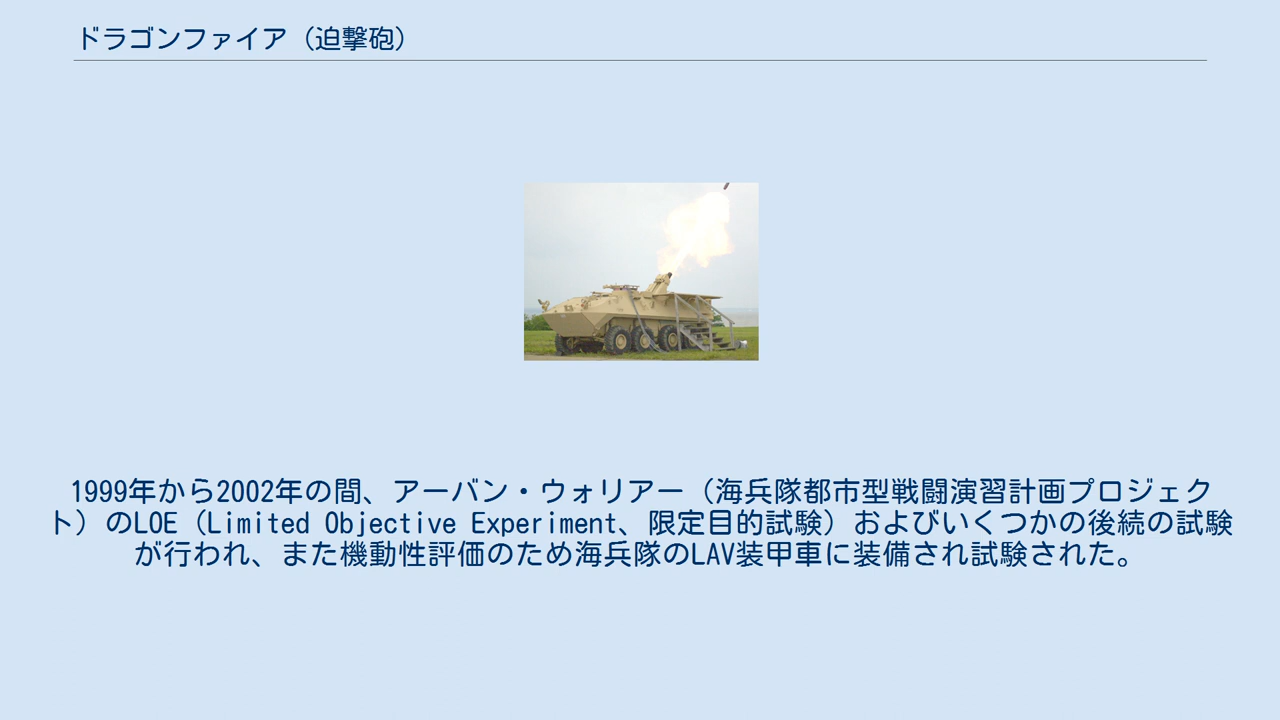 ドラゴンファイア（迫撃砲）
1999年から2002年の間、アーバン・ウォリアー（海兵隊都市型戦闘演習計画プロジェク
ト）のLOE（Limited Objective Experiment、限定目的試験）およびいくつかの後続の試験
が行われ、また機動性評価のため海兵隊のLAV装甲車に装備され試験された。